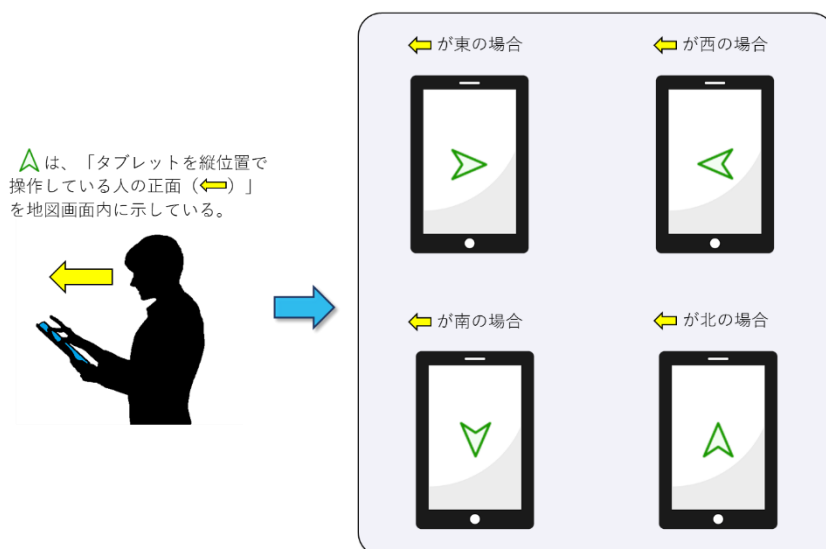 は、「タブレットを縦位置で
操作している人の正面（）」
を地図画面内に示している。
が東の場合
が西の場合
が南の場合
が北の場合